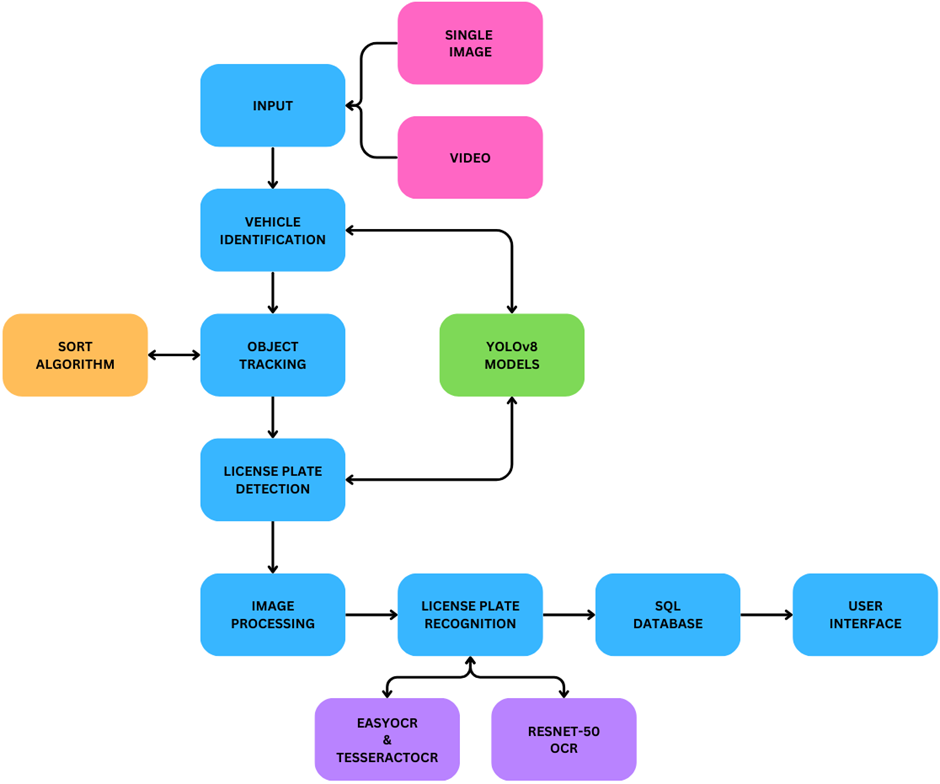 SINGLE
IMAGE
INPUT
VIDEO
VEHICLE
IDENTIFICATION
SORT
ALGORITHM
OBJECT
TRACKING
YOLOv8
MODELS
LICENSE PLATE
DETECTION
IMAGE
PROCESSING
LICENSE PLATE
RECOGNITION
SQL
DATABASE
USER
INTERFACE
EASYOCR
&
TESSERACTOCR
RESNET-50
OCR